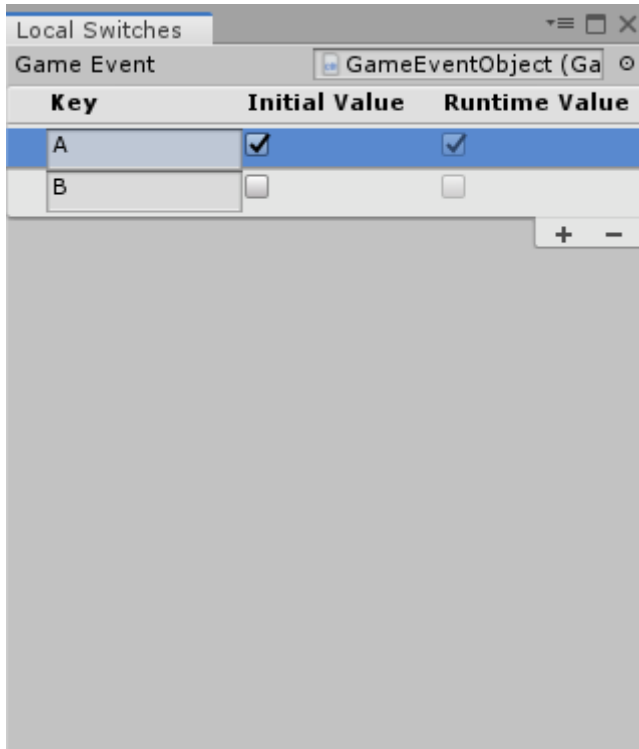 Local Switches
Game Event GameEventObject (Ga
Key Initial Value Runtime Value
A
B
+ −